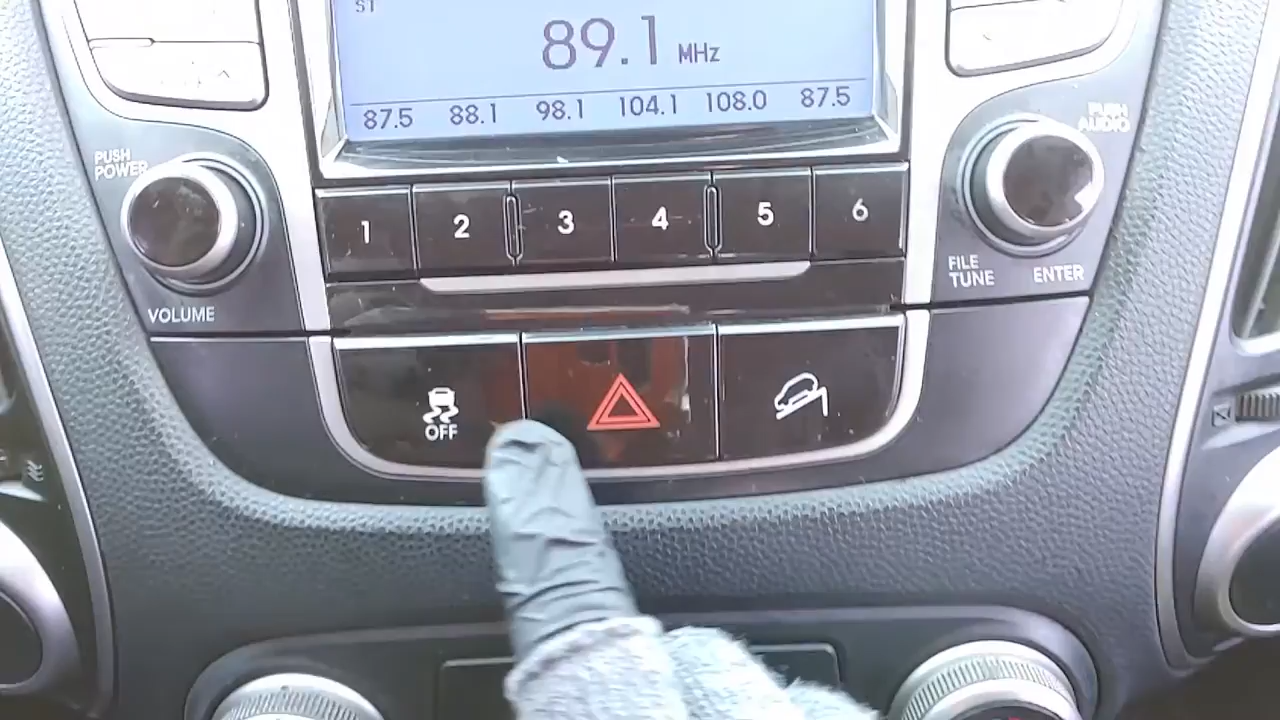 ST
89.1 MHz
87.5 88.1 98.1 104.1 108.0 87.5
PUSH
POWER
PUSH
AUDIO
1 2 3 4 5 6
VOLUME
FILE
TUNE
ENTER
OFF